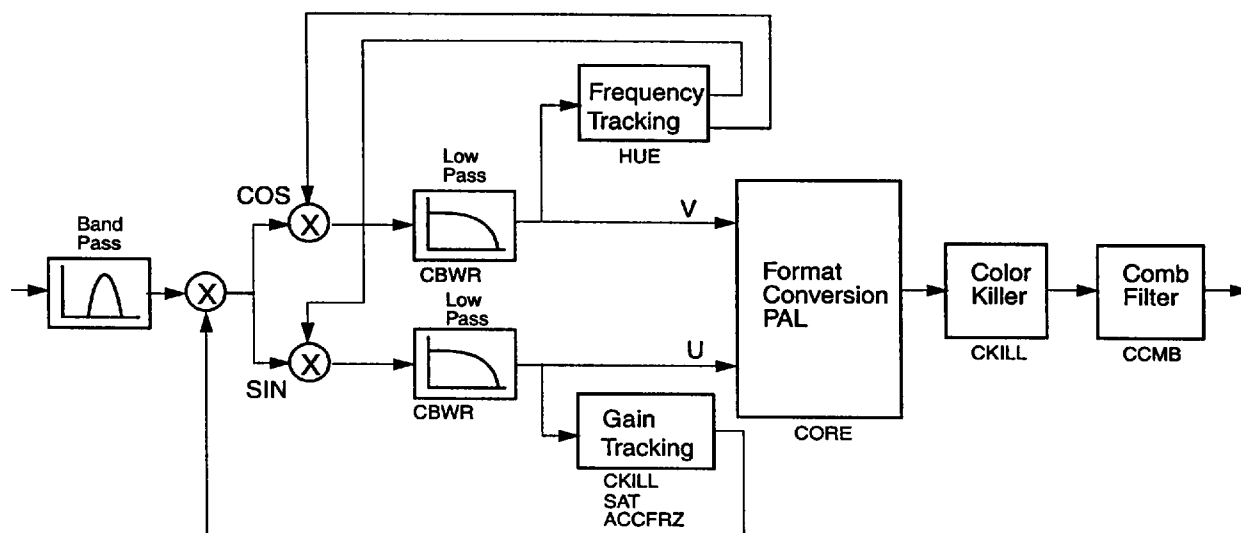 Frequency
Tracking
HUE
Low
Pass
COS
X
CBWR
V
Band
Pass
X
Low
Pass
X
SIN
CBWR
U
Format
Conversion
PAL
CORE
Color
Killer
CKILL
Comb
Filter
CCMB
Gain
Tracking
CKILL
SAT
ACCFRZ